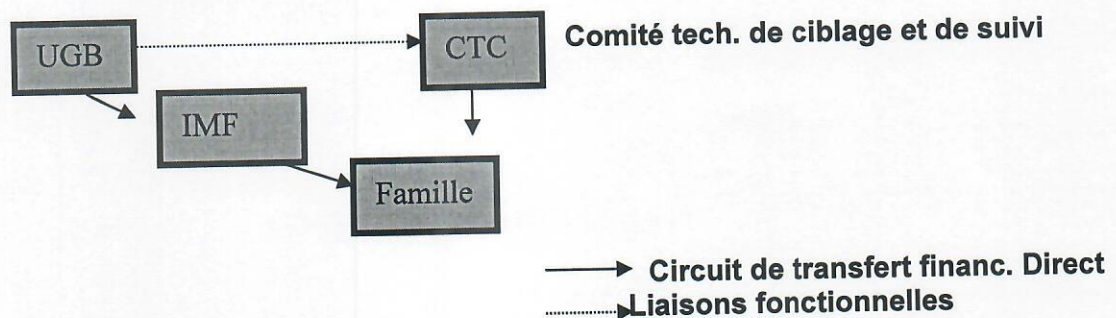 UGB
CTC
Comité tech. de ciblage et de suivi
IMF
Famille
Circuit de transfert financ. Direct
Liaisons fonctionnelles